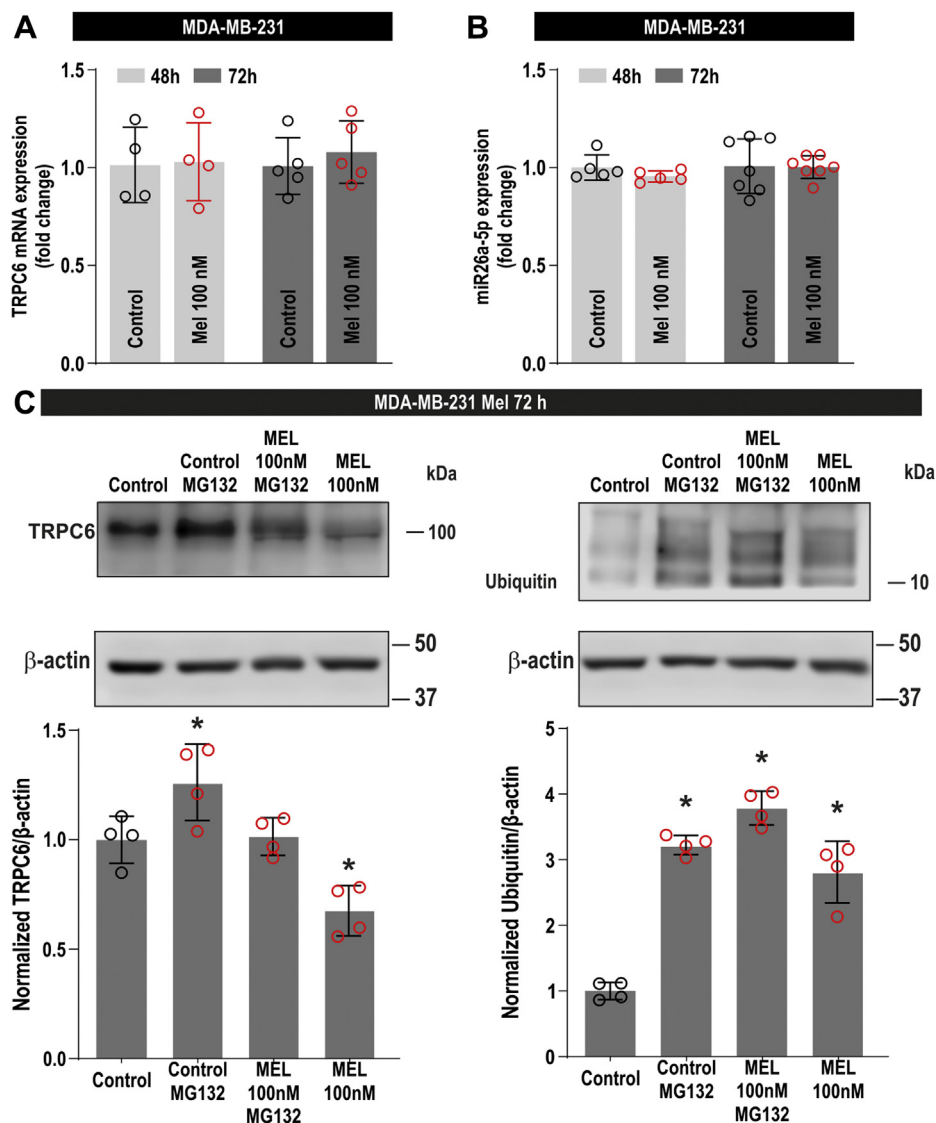 A
MDA-MB-231
48h
72h
1.5
1.0
0.5
0.0
TRPC6 mRNA expression
(fold change)
Control
Mel 100 nM
Control
Mel 100 nM
B
MDA-MB-231
48h
72h
1.5
1.0
0.5
0.0
miR26a-5p expression
(fold change)
Control
Mel 100 nM
Control
Mel 100 nM
C
MDA-MB-231 Mel 72 h
Control
Control
MG132
MEL
100nM
MG132
MEL
100nM
kDa
TRPC6
— 100
β-actin
— 50
— 37
Control
Control
MG132
MEL
100nM
MG132
MEL
100nM
kDa
Ubiquitin
— 10
β-actin
— 50
— 37
1.5
1.0
0.5
0.0
Normalized TRPC6/β-actin
*
*
Control
Control
MG132
MEL
100nM
MG132
MEL
100nM
5
4
3
2
1
0
Normalized Ubiquitin/β-actin
*
*
*
Control
Control
MG132
MEL
100nM
MG132
MEL
100nM